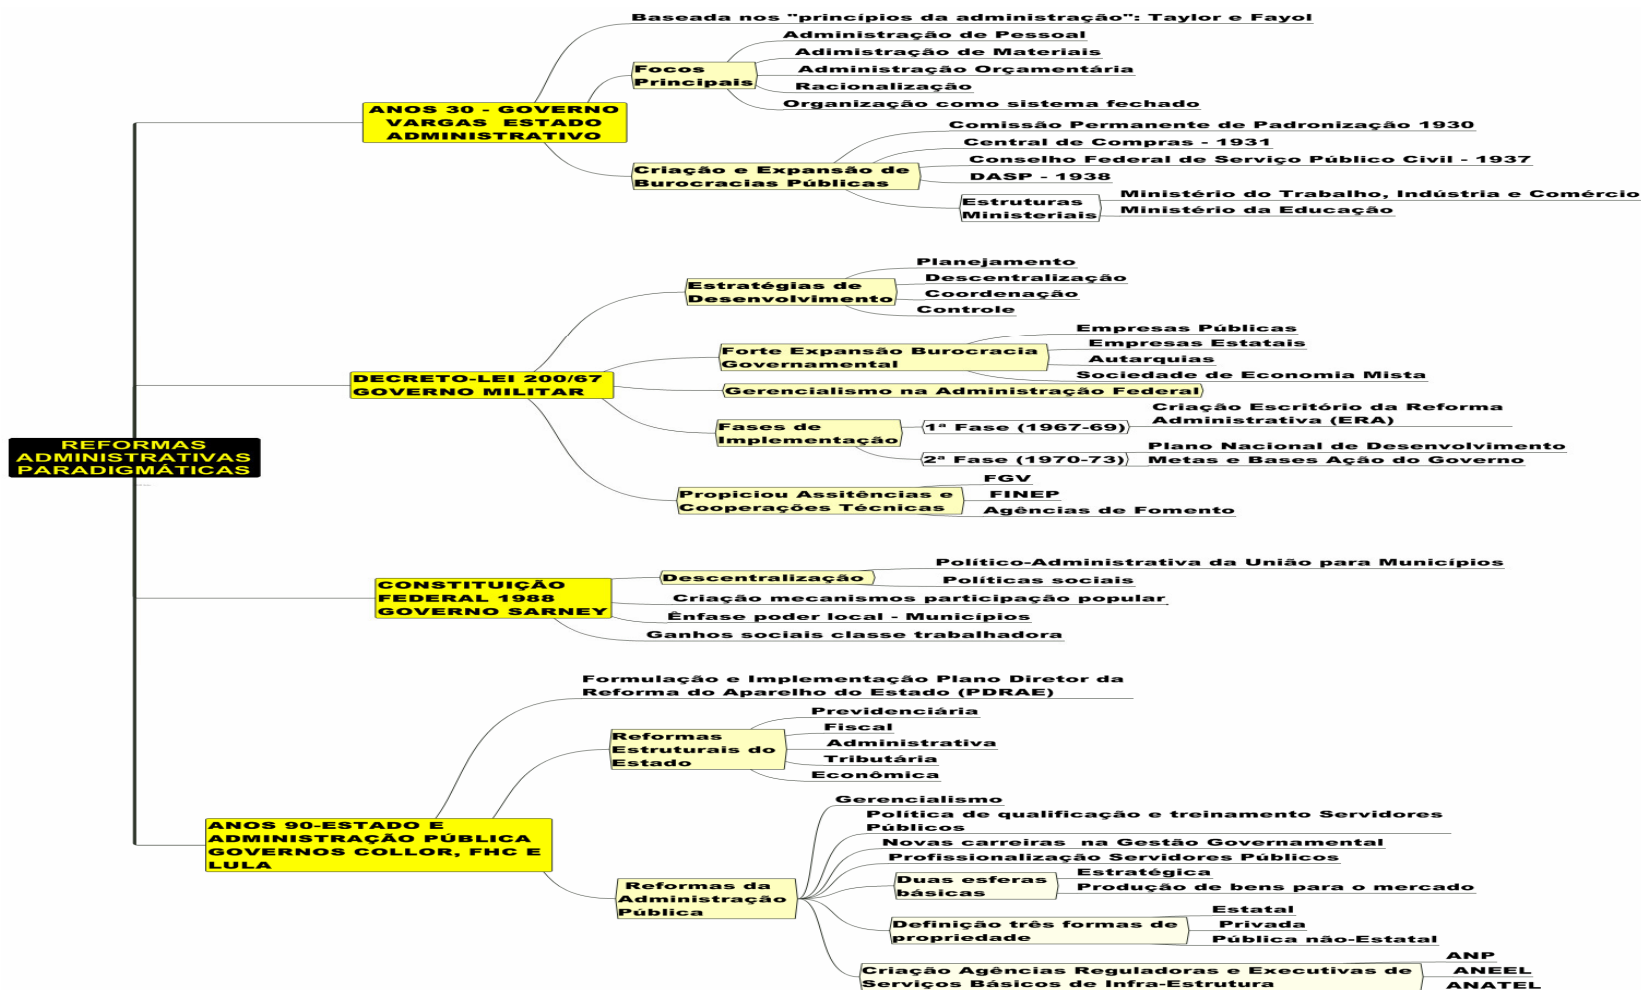 REFORMAS
ADMINISTRATIVAS
PARADIGMÁTICAS
ANOS 30 - GOVERNO
VARGAS ESTADO
ADMINISTRATIVO
Baseada nos "princípios da administração": Taylor e Fayol
Focos
Principais
Administração de Pessoal
Adimistração de Materiais
Administração Orçamentária
Racionalização
Organização como sistema fechado
Criação e Expansão de
Burocracias Públicas
Comissão Permanente de Padronização 1930
Central de Compras - 1931
Conselho Federal de Serviço Público Civil - 1937
DASP - 1938
Estruturas
Ministeriais
Ministério do Trabalho, Indústria e Comércio
Ministério da Educação
DECRETO-LEI 200/67
GOVERNO MILITAR
Estratégias de
Desenvolvimento
Planejamento
Descentralização
Coordenação
Controle
Forte Expansão Burocracia
Governamental
Empresas Públicas
Empresas Estatais
Autarquias
Sociedade de Economia Mista
Gerencialismo na Administração Federal
Fases de
Implementação
1ª Fase (1967-69)
Criação Escritório da Reforma
Administrativa (ERA)
2ª Fase (1970-73)
Plano Nacional de Desenvolvimento
Metas e Bases Ação do Governo
Propiciou Assitências e
Cooperações Técnicas
FGV
FINEP
Agências de Fomento
CONSTITUIÇÃO
FEDERAL 1988
GOVERNO SARNEY
Descentralização
Político-Administrativa da União para Municípios
Políticas sociais
Criação mecanismos participação popular
Ênfase poder local - Municípios
Ganhos sociais classe trabalhadora
ANOS 90-ESTADO E
ADMINISTRAÇÃO PÚBLICA
GOVERNOS COLLOR, FHC E
LULA
Formulação e Implementação Plano Diretor da
Reforma do Aparelho do Estado (PDRAE)
Reformas
Estruturais do
Estado
Previdenciária
Fiscal
Administrativa
Tributária
Econômica
Reformas da
Administração
Pública
Gerencialismo
Política de qualificação e treinamento Servidores
Públicos
Novas carreiras na Gestão Governamental
Profissionalização Servidores Públicos
Duas esferas
básicas
Estratégica
Produção de bens para o mercado
Definição três formas de
propriedade
Estatal
Privada
Pública não-Estatal
Criação Agências Reguladoras e Executivas de
Serviços Básicos de Infra-Estrutura
ANP
ANEEL
ANATEL